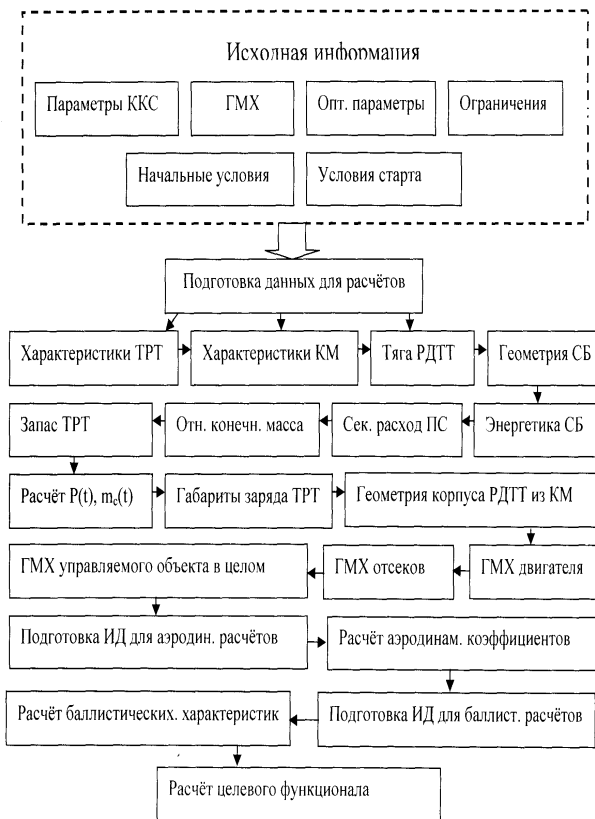 Исходная информация
Параметры ККС
ГМХ
Опт. параметры
Ограничения
Начальные условия
Условия старта
Подготовка данных для расчётов
Характеристики ТРТ
Характеристики КМ
Тяга РДТТ
Геометрия СБ
Запас ТРТ
Отн. конечн. масса
Сек. расход ПС
Энергетика СБ
Расчёт P(t), mc(t)
Габариты заряда ТРТ
Геометрия корпуса РДТТ из КМ
ГМХ управляемого объекта в целом
ГМХ отсеков
ГМХ двигателя
Подготовка ИД для аэродин. расчётов
Расчёт аэродинам. коэффициентов
Расчёт баллистических. характеристик
Подготовка ИД для баллист. расчётов
Расчёт целевого функционала